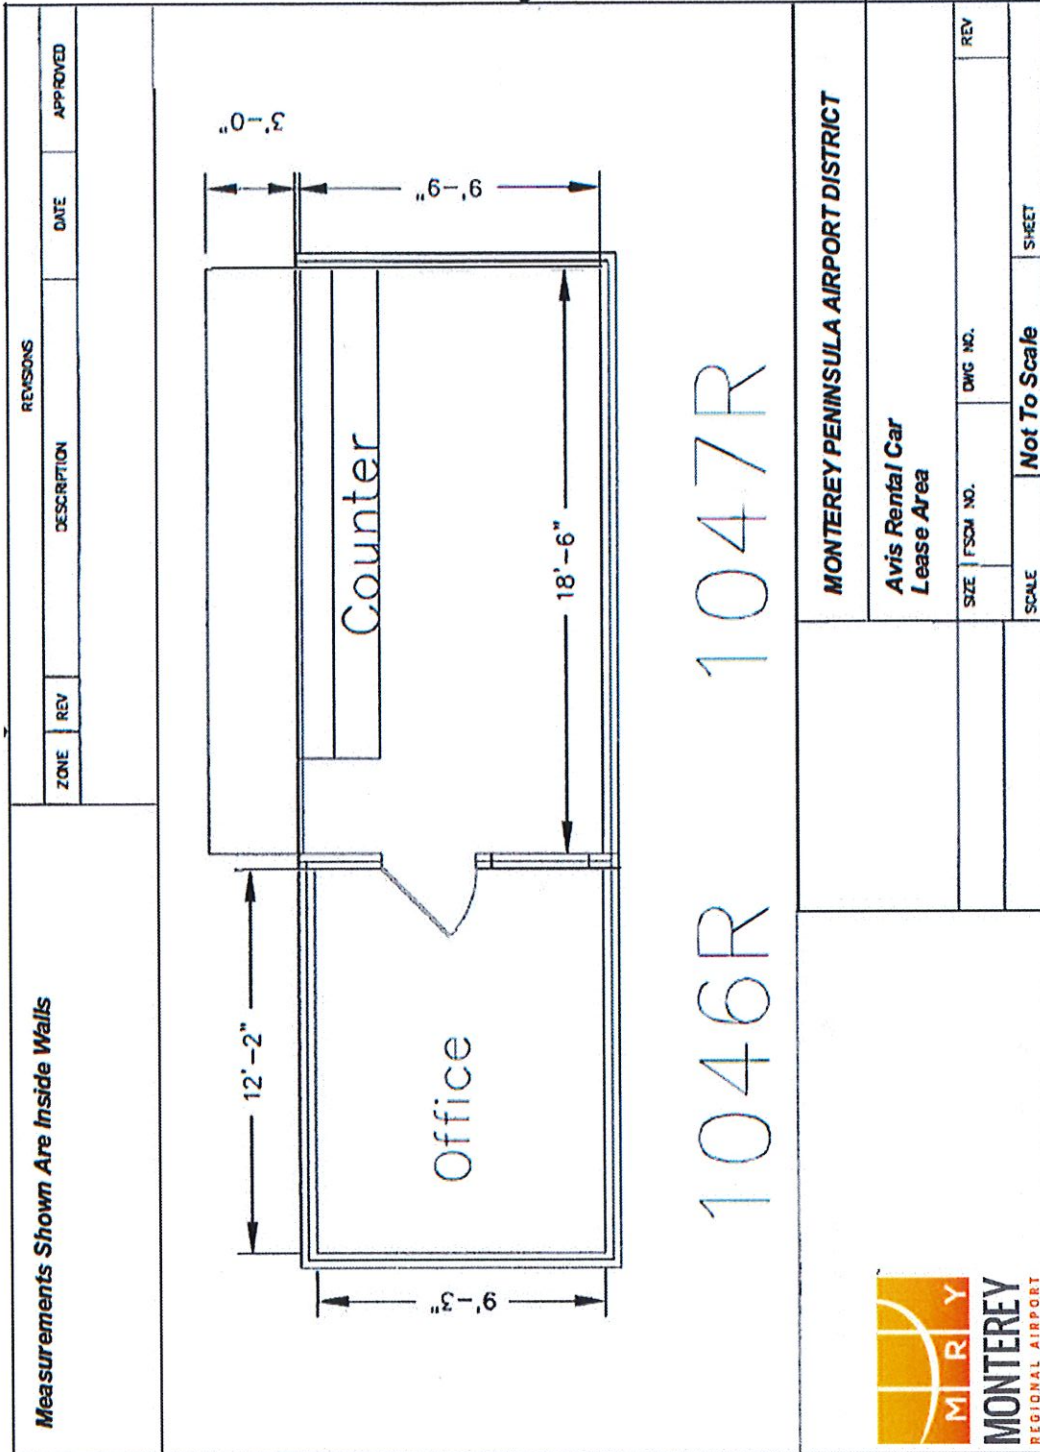 Measurements Shown Are Inside Walls
REVISIONS
ZONE REV DESCRIPTION DATE APPROVED
3'-0"
12'-2"
Counter
9'-9"
Office
9'-3"
18'-6"
1046R 1047R
MONTEREY PENINSULA AIRPORT DISTRICT
Avis Rental Car
Lease Area
SIZE FSCM NO. DWG NO. REV
SCALE Not To Scale SHEET
M R Y
MONTEREY
REGIONAL AIRPORT